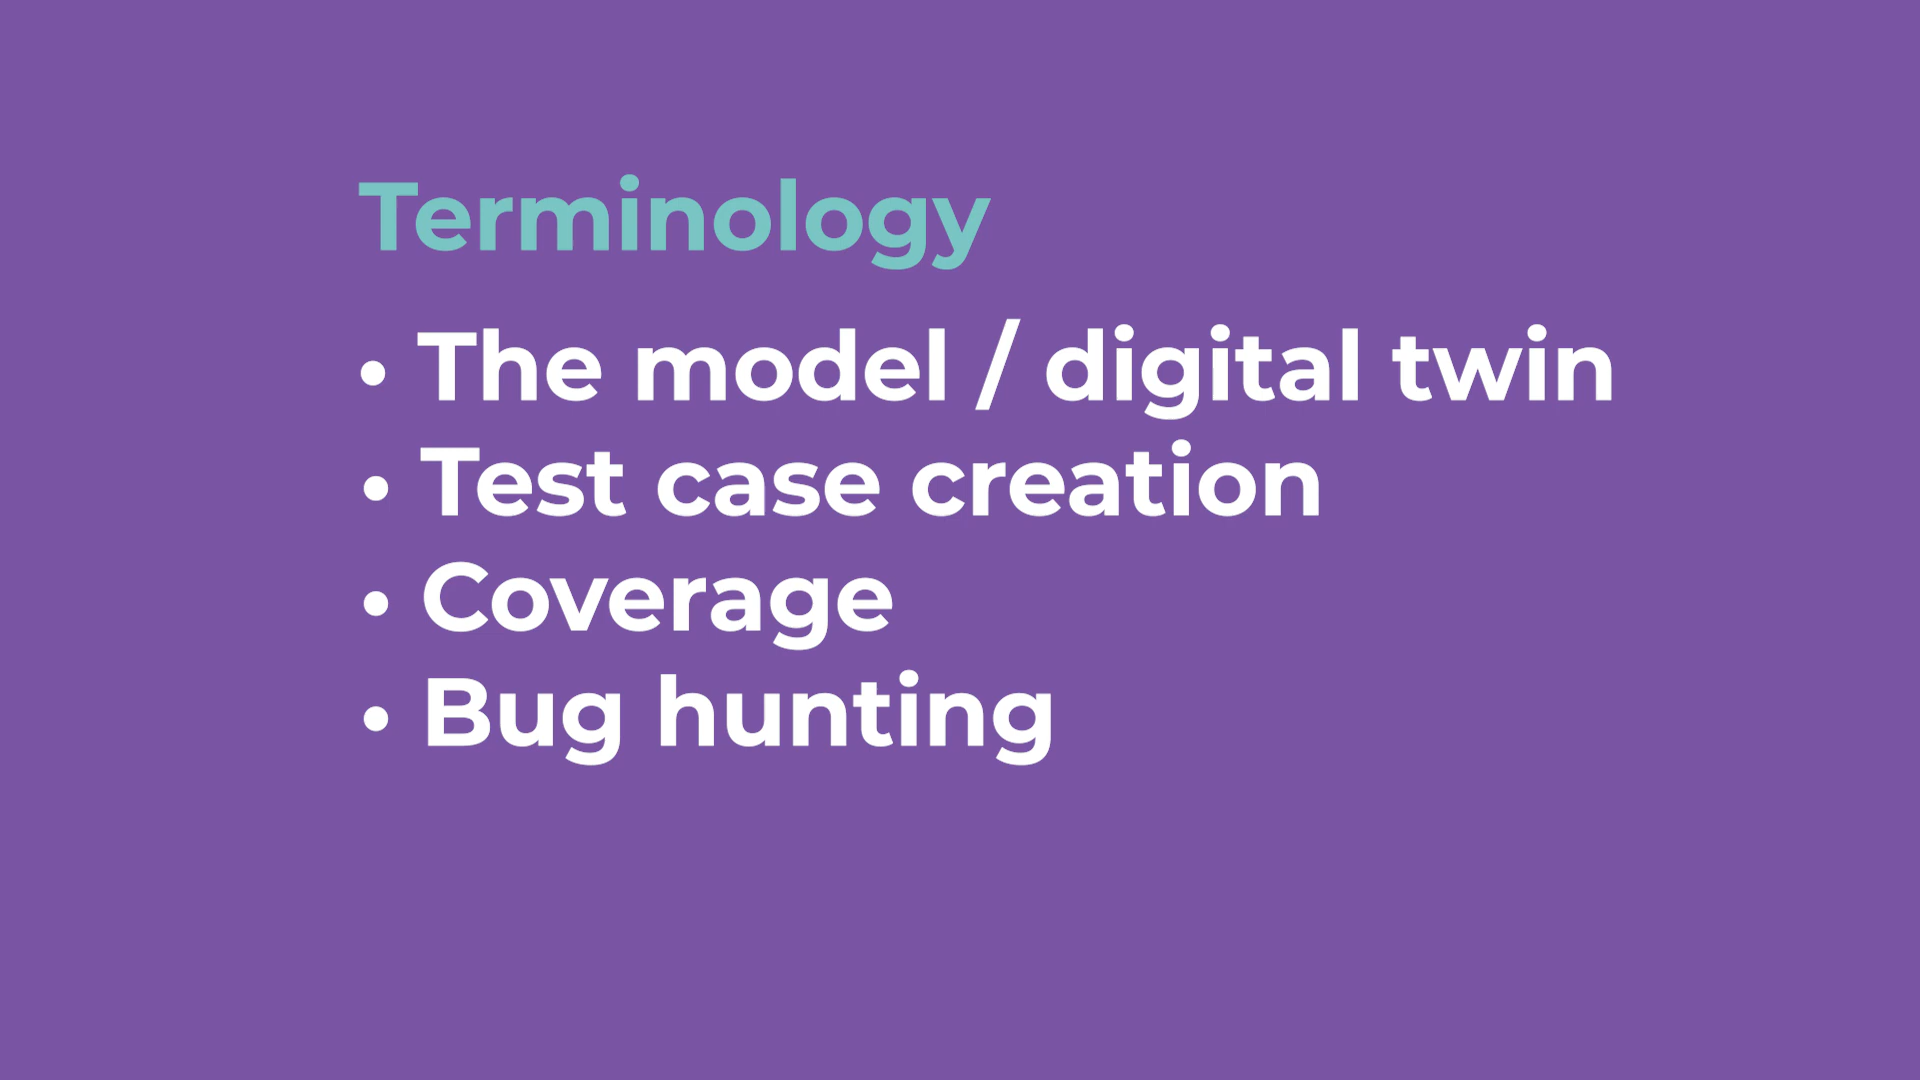 Terminology
• The model / digital twin
• Test case creation
• Coverage
• Bug hunting